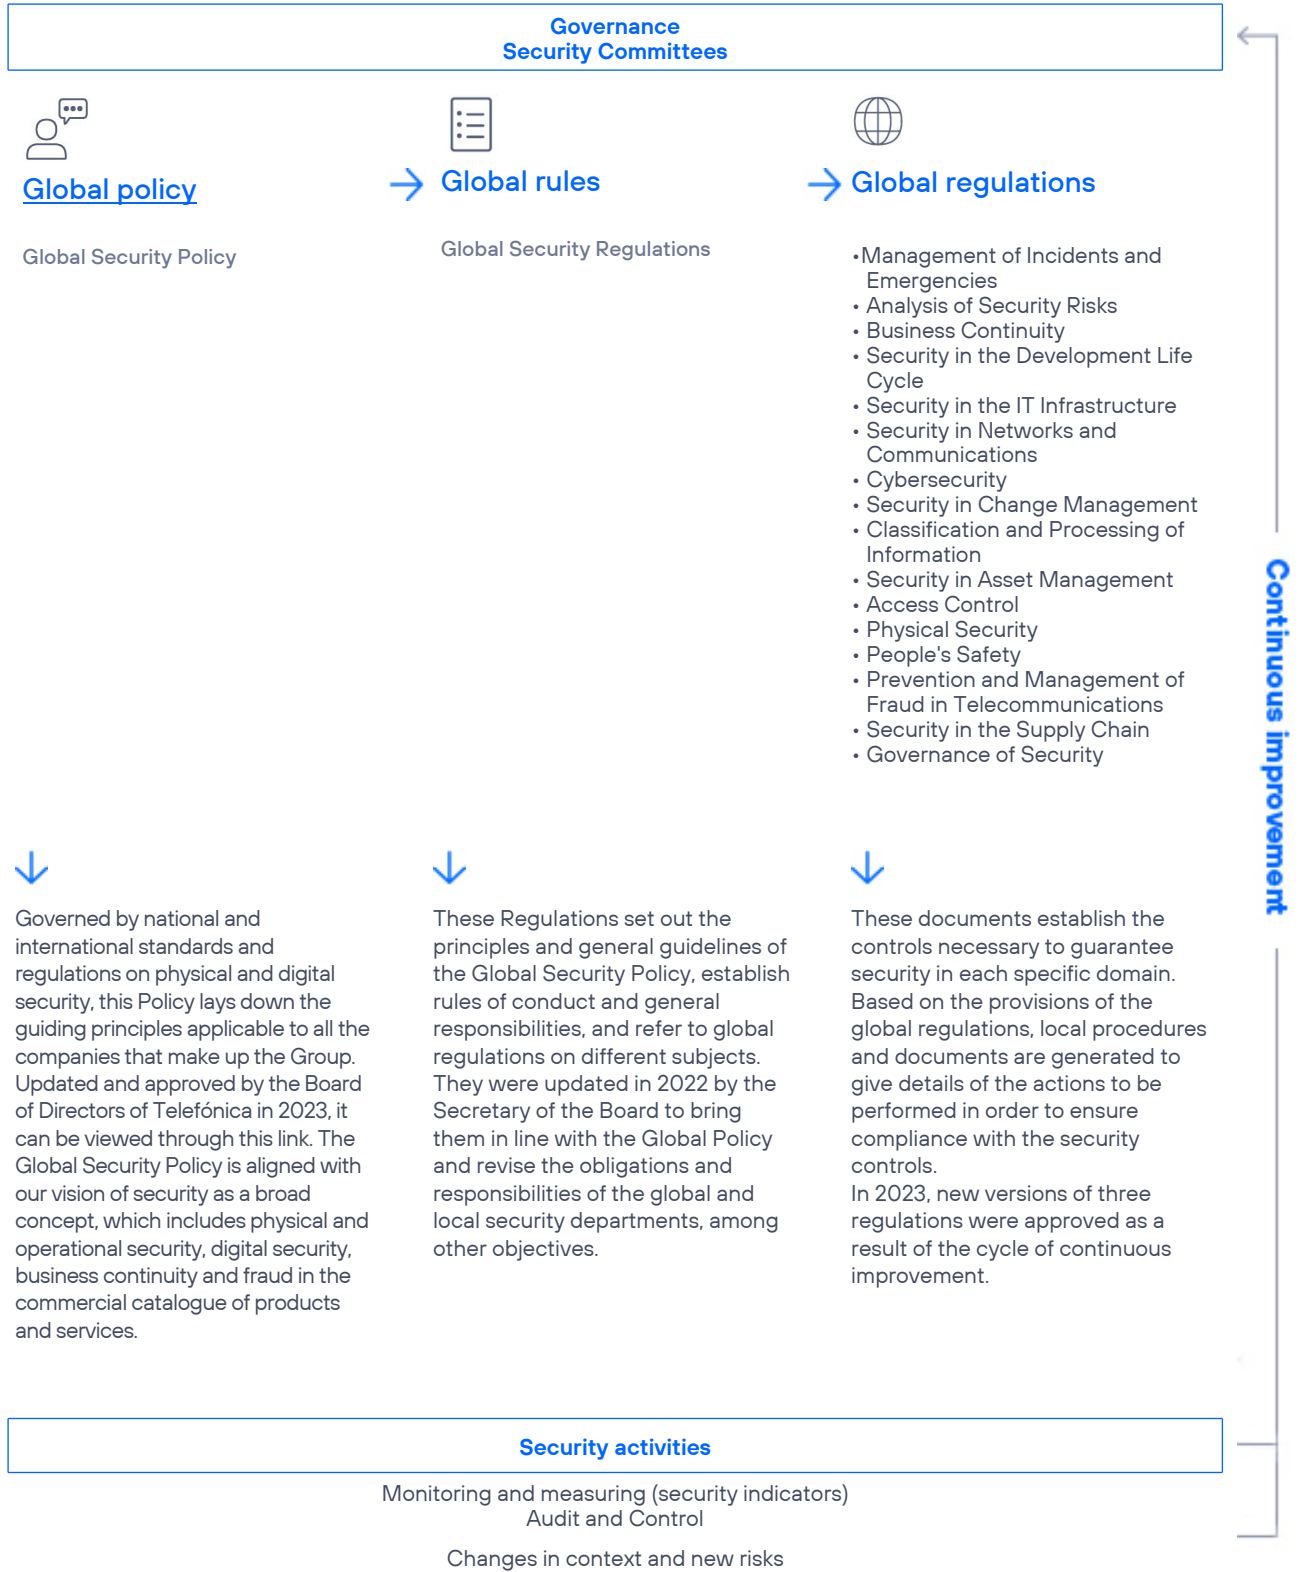 Governance
Security Committees
Global policy
Global Security Policy
Global rules
Global Security Regulations
Global regulations
•Management of Incidents and
Emergencies
• Analysis of Security Risks
• Business Continuity
• Security in the Development Life
Cycle
• Security in the IT Infrastructure
• Security in Networks and
Communications
• Cybersecurity
• Security in Change Management
• Classification and Processing of
Information
• Security in Asset Management
• Access Control
• Physical Security
• People's Safety
• Prevention and Management of
Fraud in Telecommunications
• Security in the Supply Chain
• Governance of Security
Governed by national and
international standards and
regulations on physical and digital
security, this Policy lays down the
guiding principles applicable to all the
companies that make up the Group.
Updated and approved by the Board
of Directors of Telefónica in 2023, it
can be viewed through this link. The
Global Security Policy is aligned with
our vision of security as a broad
concept, which includes physical and
operational security, digital security,
business continuity and fraud in the
commercial catalogue of products
and services.
These Regulations set out the
principles and general guidelines of
the Global Security Policy, establish
rules of conduct and general
responsibilities, and refer to global
regulations on different subjects.
They were updated in 2022 by the
Secretary of the Board to bring
them in line with the Global Policy
and revise the obligations and
responsibilities of the global and
local security departments, among
other objectives.
These documents establish the
controls necessary to guarantee
security in each specific domain.
Based on the provisions of the
global regulations, local procedures
and documents are generated to
give details of the actions to be
performed in order to ensure
compliance with the security
controls.
In 2023, new versions of three
regulations were approved as a
result of the cycle of continuous
improvement.
Continuous improvement
Security activities
Monitoring and measuring (security indicators)
Audit and Control
Changes in context and new risks